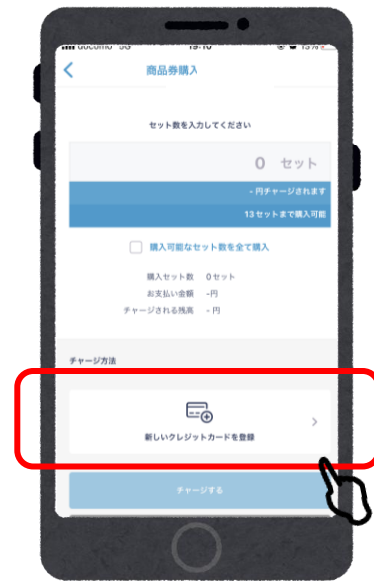 docomo 5G 19:10 75%
商品券購入
セット数を入力してください
0 セット
- 円チャージされます
13セットまで購入可能
購入可能なセット数を全て購入
購入セット数 0セット
お支払い金額 -円
チャージされる残高 - 円
チャージ方法
新しいクレジットカードを登録
チャージする